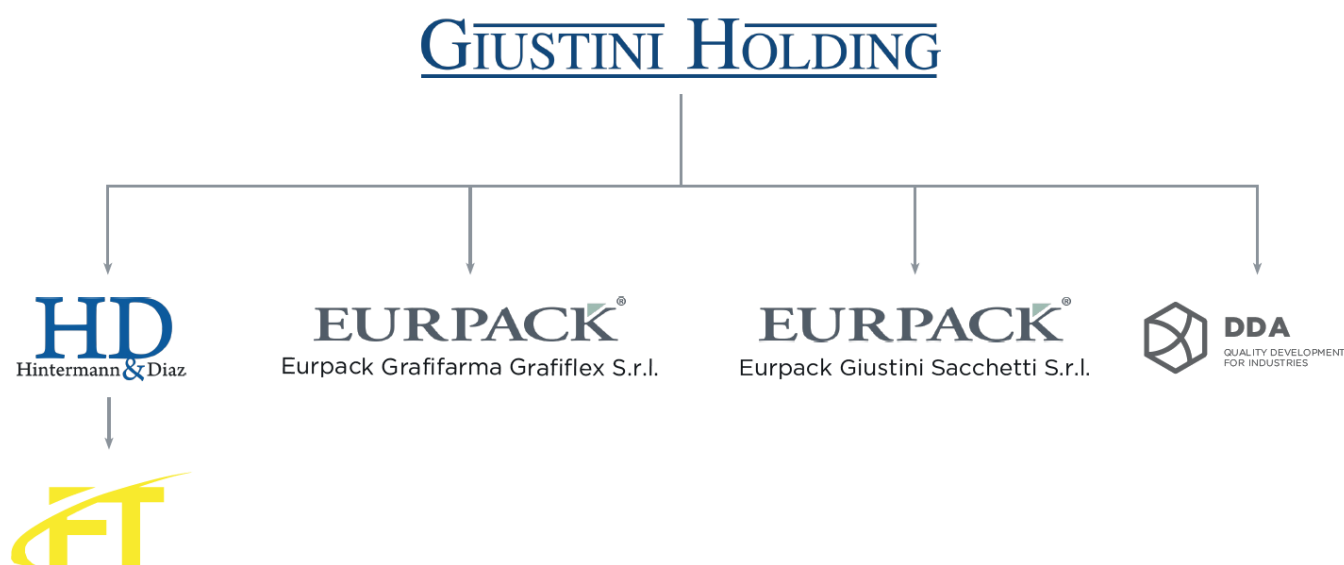 GIUSTINI HOLDING
HD
Hintermann & Diaz
EURPACK®
Eurpack Grafifarma Grafiflex S.r.l.
EURPACK®
Eurpack Giustini Sacchetti S.r.l.
DDA
QUALITY DEVELOPMENT
FOR INDUSTRIES
FT